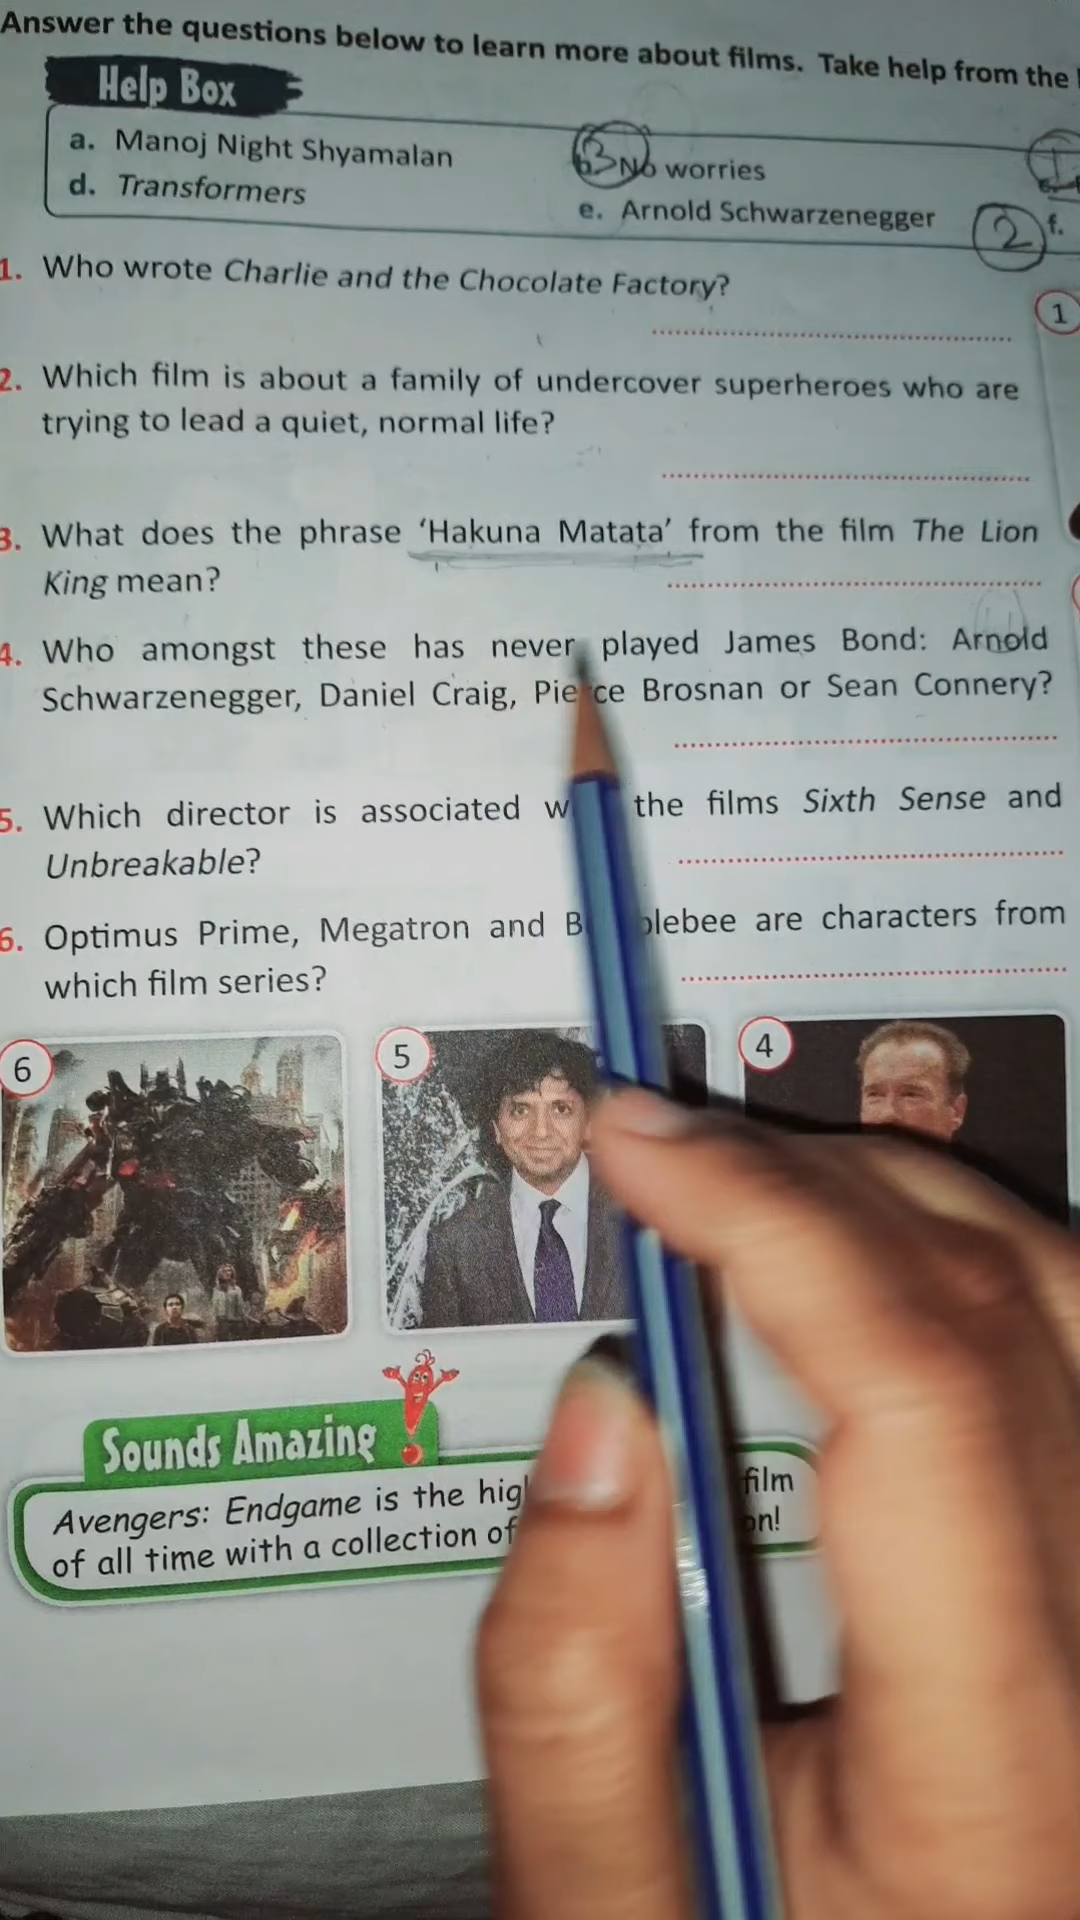 Answer the questions below to learn more about films. Take help from the
Help Box
a. Manoj Night Shyamalan
3 No worries
1
d. Transformers
e. Arnold Schwarzenegger
2 f.
1. Who wrote Charlie and the Chocolate Factory?
1
2. Which film is about a family of undercover superheroes who are
trying to lead a quiet, normal life?
3. What does the phrase ‘Hakuna Matata’ from the film The Lion
King mean?
4. Who amongst these has never played James Bond: Arnold
Schwarzenegger, Daniel Craig, Pierce Brosnan or Sean Connery?
5. Which director is associated the films Sixth Sense and
Unbreakable?
6. Optimus Prime, Megatron and are characters from
which film series?
6
5
4
Sounds Amazing!
Avengers: Endgame is the film
of all time with a collection of